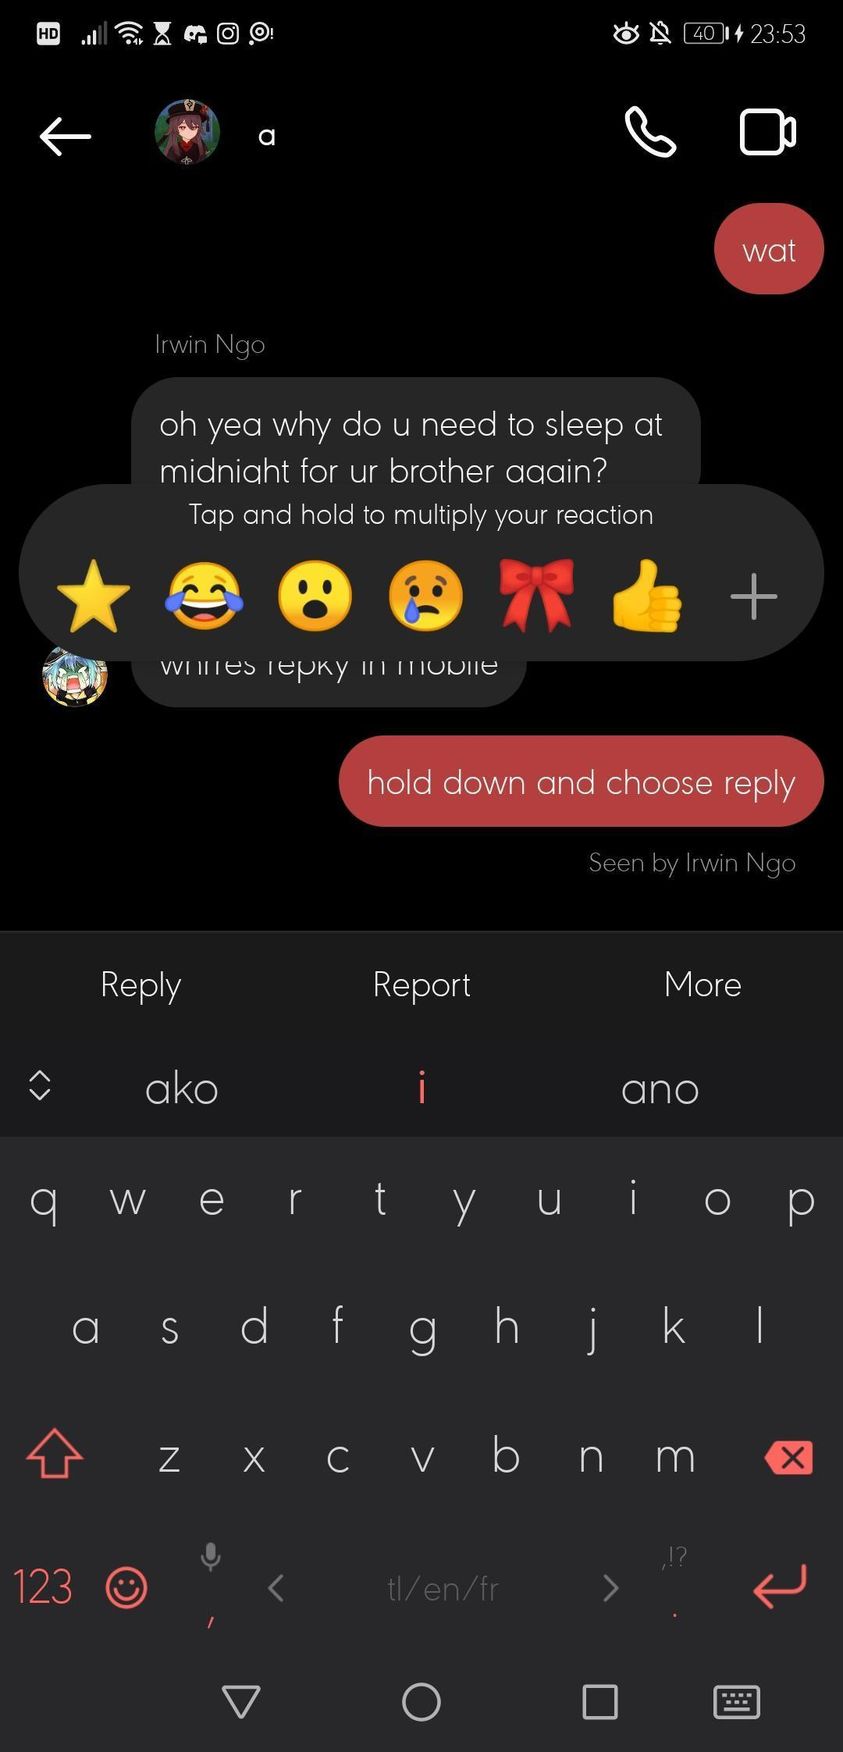 HD
40
23:53
a
wat
Irwin Ngo
oh yea why do u need to sleep at
midnight for ur brother again?
Tap and hold to multiply your reaction
repky in mobile
hold down and choose reply
Seen by Irwin Ngo
Reply Report More
ako i ano
q w e r t y u i o p
a s d f g h j k l
z x c v b n m
,!?
123 , < tl/en/fr > .